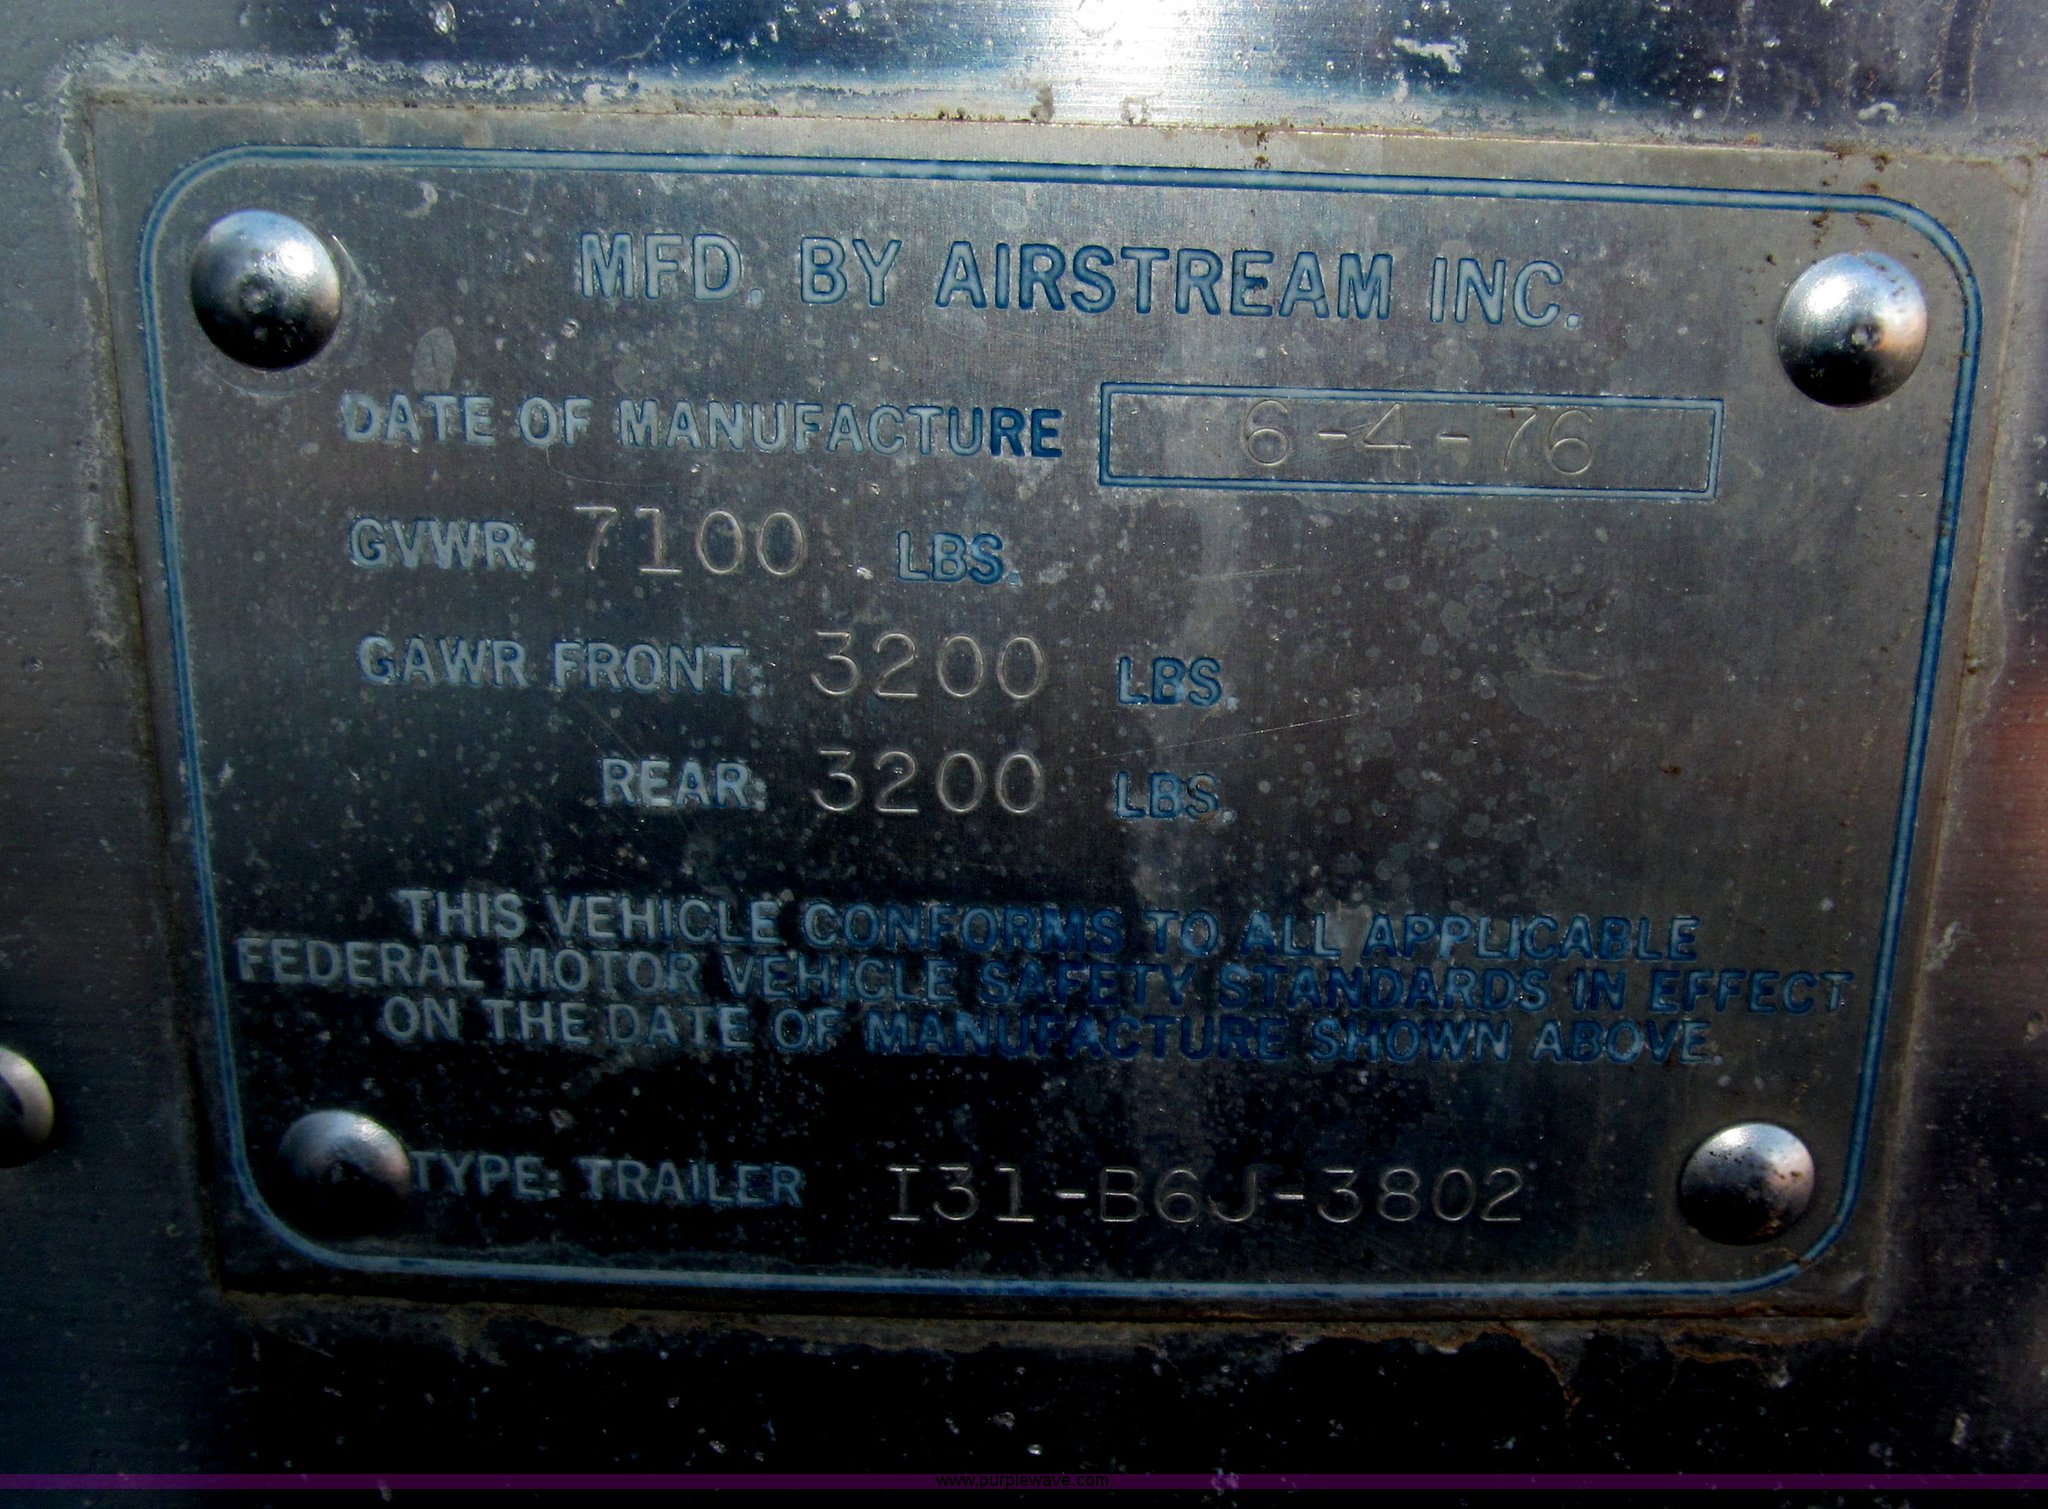 MFD. BY AIRSTREAM INC.
DATE OF MANUFACTURE 6-4-76
GVWR: 7100 LBS.
GAWR FRONT: 3200 LBS.
REAR: 3200 LBS.
THIS VEHICLE CONFORMS TO ALL APPLICABLE
FEDERAL MOTOR VEHICLE SAFETY STANDARDS IN EFFECT
ON THE DATE OF MANUFACTURE SHOWN ABOVE.
TYPE: TRAILER I31-B6J-3802
www.purplewave.com